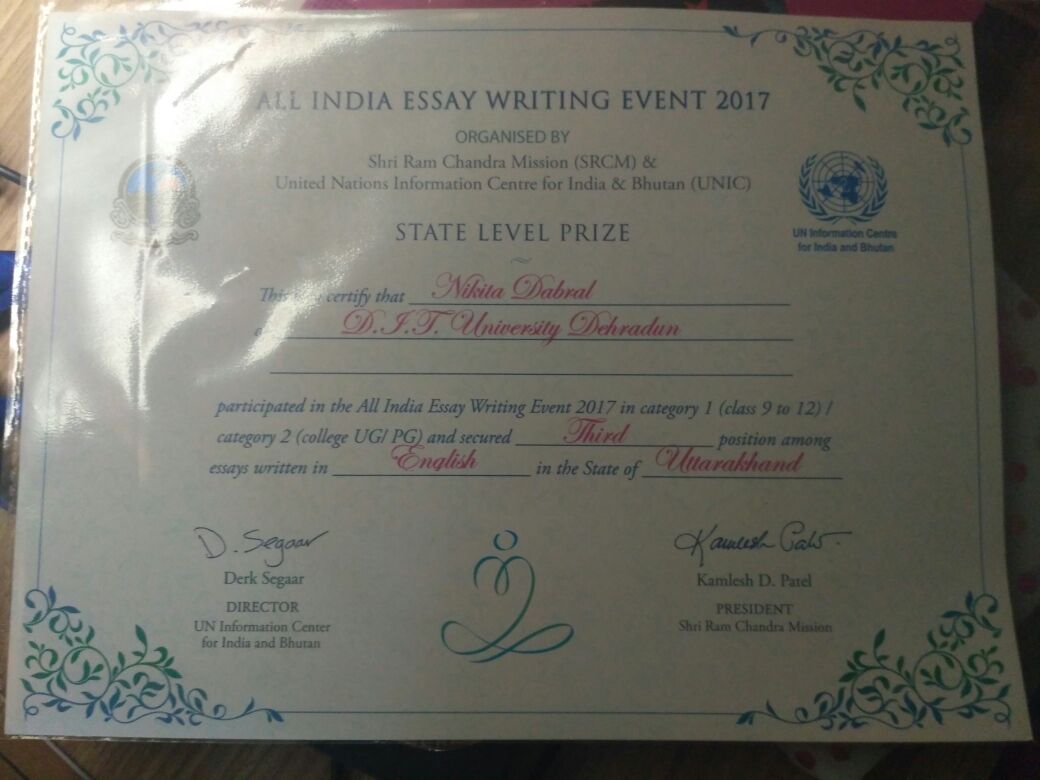 ALL INDIA ESSAY WRITING EVENT 2017
ORGANISED BY
Shri Ram Chandra Mission (SRCM) &
United Nations Information Centre for India & Bhutan (UNIC)
UN Information Centre
for India and Bhutan
STATE LEVEL PRIZE
This certify that Nikita Dabral
D.I.T. University Dehradun
participated in the All India Essay Writing Event 2017 in category 1 (class 9 to 12) /
category 2 (college UG/ PG) and secured Third position among
essays written in English in the State of Uttarakhand
D. Segaar
Derk Segaar
DIRECTOR
UN Information Center
for India and Bhutan
Kamlesh D. Patel
PRESIDENT
Shri Ram Chandra Mission